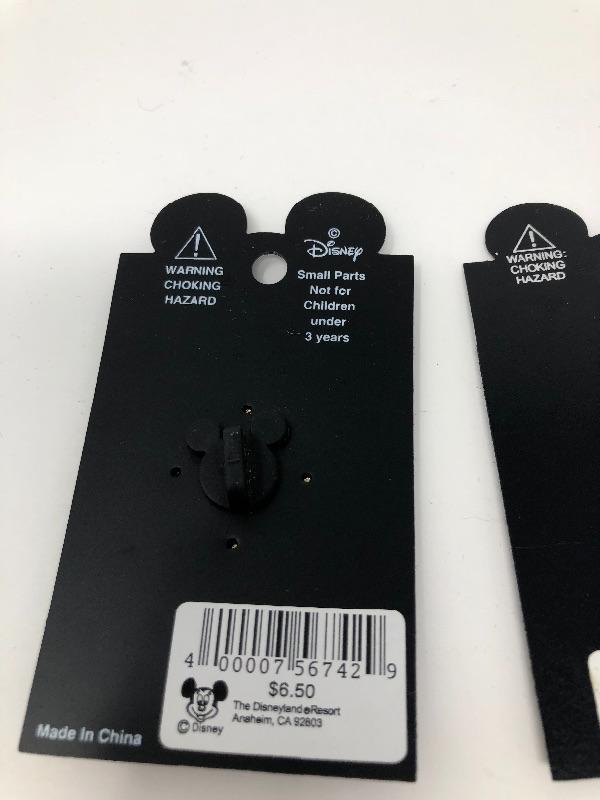 WARNING
CHOKING
HAZARD
©
Disney
Small Parts
Not for
Children
under
3 years
4 00007 56742 9
$6.50
The Disneyland®Resort
Anaheim, CA 92803
© Disney
Made In China
WARNING:
CHOKING
HAZARD